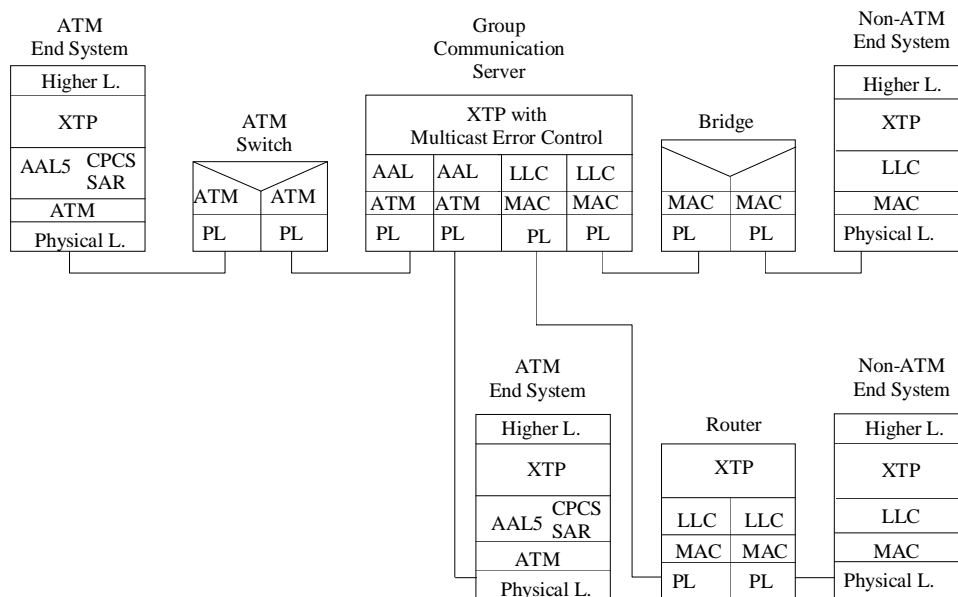 ATM
End System
Higher L.
XTP
AAL5 CPCS
SAR
ATM
Physical L.
ATM
Switch
ATM ATM
PL PL
Group
Communication
Server
XTP with
Multicast Error Control
AAL AAL LLC LLC
ATM ATM MAC MAC
PL PL PL PL
Bridge
MAC MAC
PL PL
Non-ATM
End System
Higher L.
XTP
LLC
MAC
Physical L.
ATM
End System
Higher L.
XTP
AAL5 CPCS
SAR
ATM
Physical L.
Router
XTP
LLC LLC
MAC MAC
PL PL
Non-ATM
End System
Higher L.
XTP
LLC
MAC
Physical L.